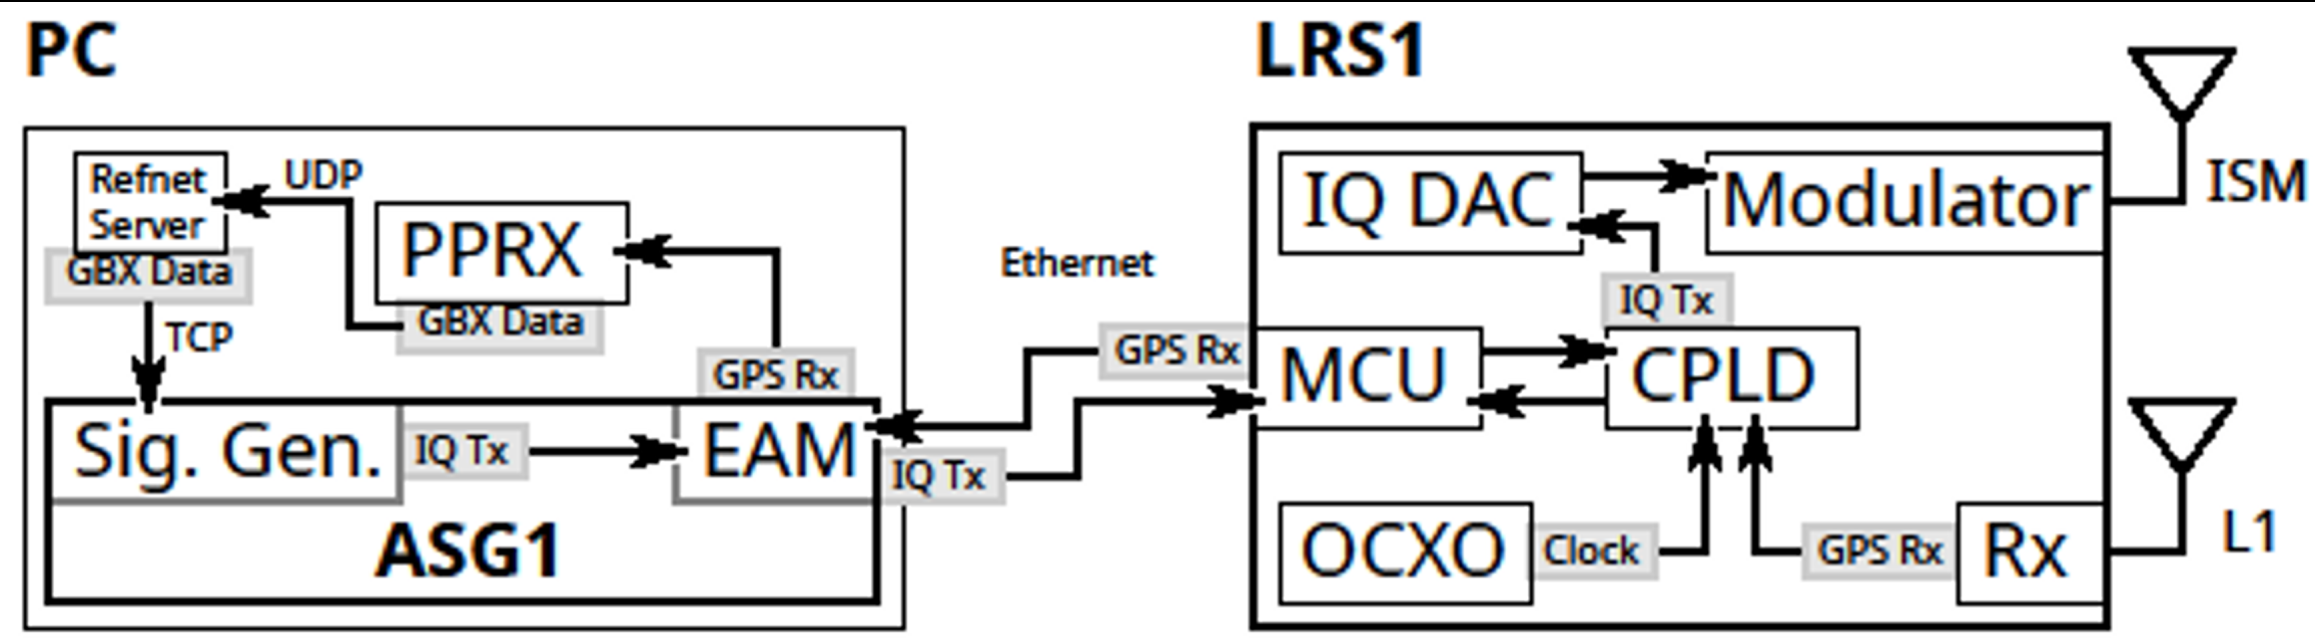 PC
LRS1
Refnet
Server
UDP
GBX Data
PPRX
GBX Data
TCP
GPS Rx
Sig. Gen.
IQ Tx
EAM
IQ Tx
ASG1
Ethernet
GPS Rx
IQ DAC
Modulator
ISM
IQ Tx
MCU
CPLD
OCXO
Clock
GPS Rx
Rx
L1